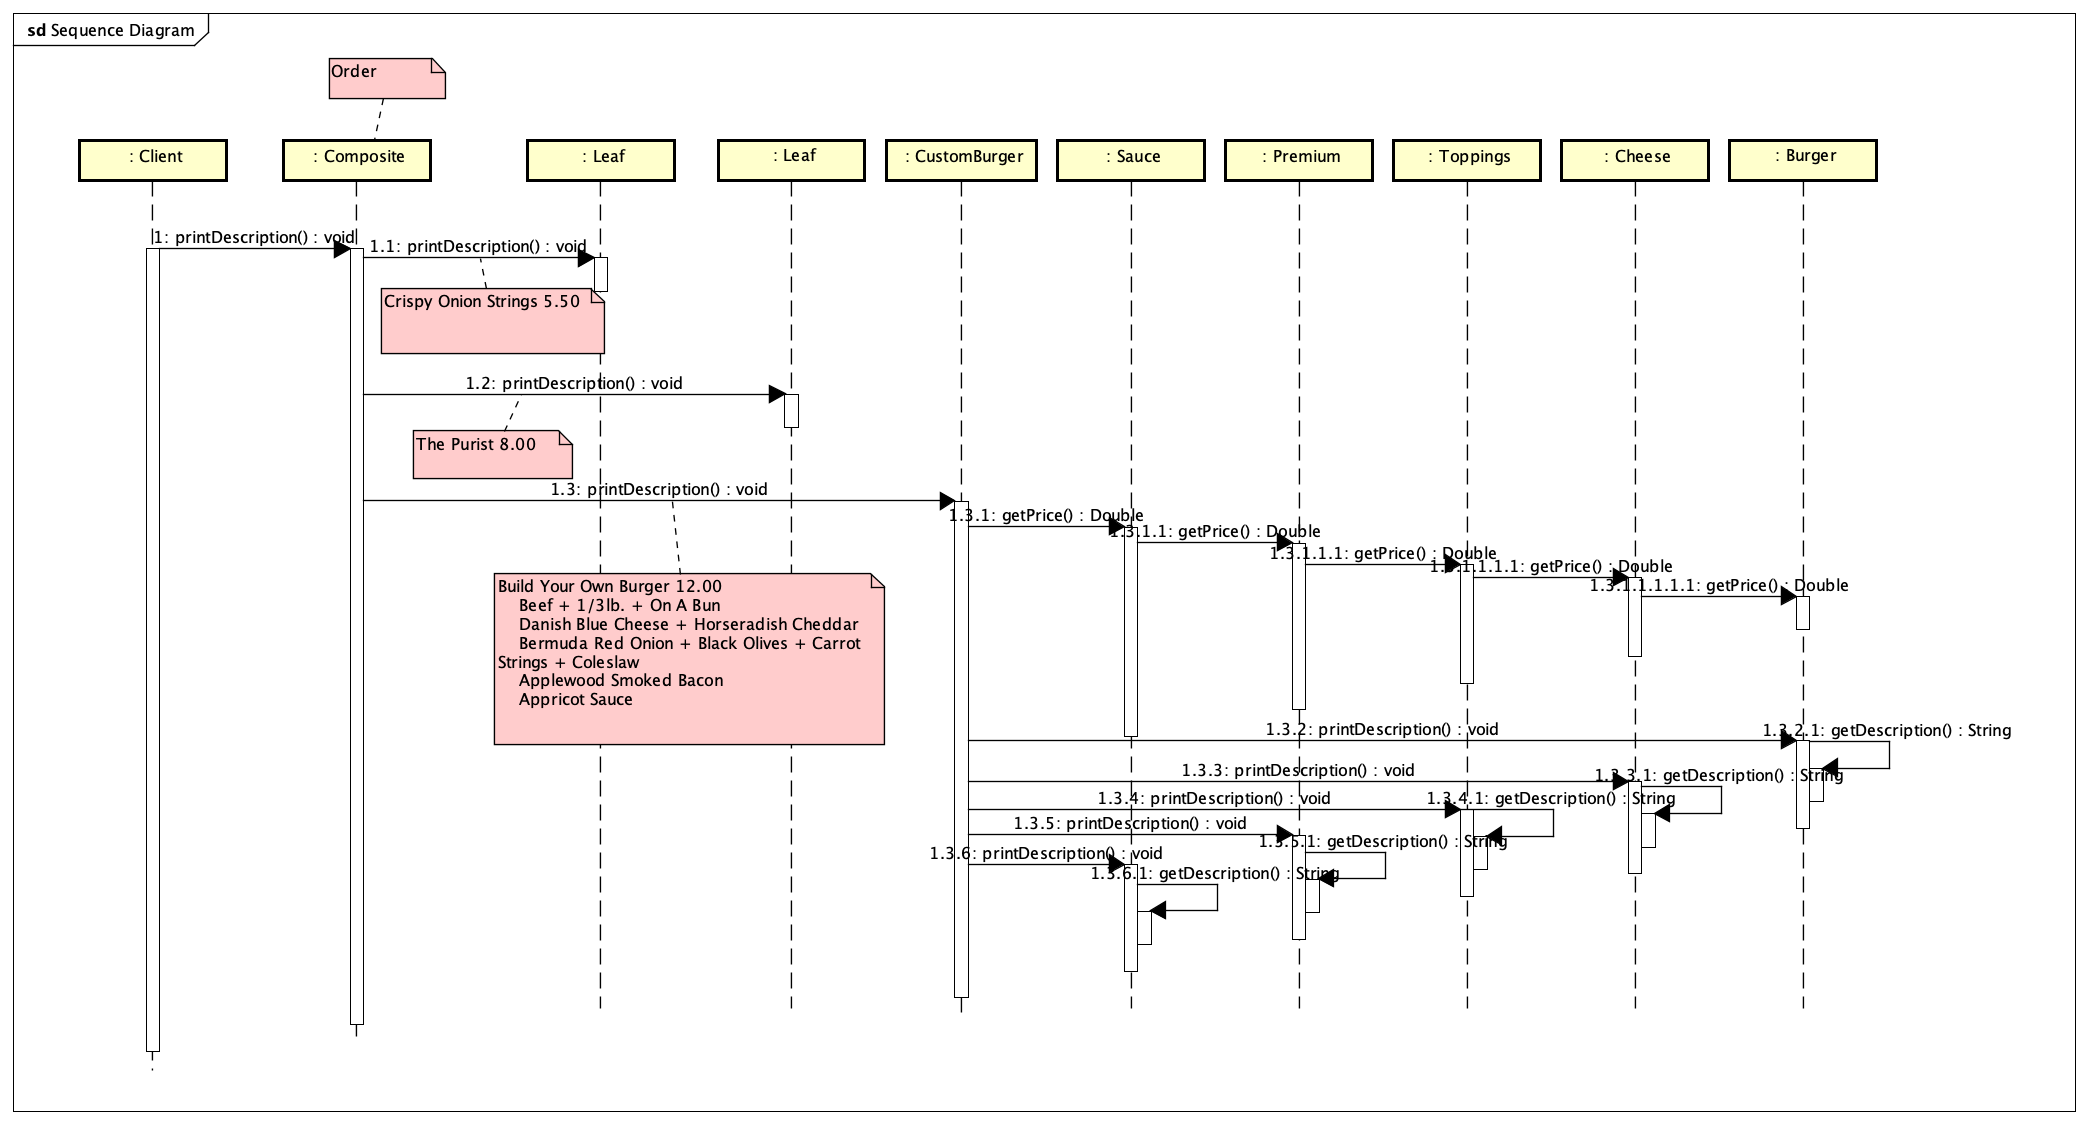 sd Sequence Diagram
Order
: Client
: Composite
: Leaf
: Leaf
: CustomBurger
: Sauce
: Premium
: Toppings
: Cheese
: Burger
1: printDescription() : void
1.1: printDescription() : void
Crispy Onion Strings 5.50
1.2: printDescription() : void
The Purist 8.00
1.3: printDescription() : void
1.3.1: getPrice() : Double
1.3.1.1: getPrice() : Double
1.3.1.1.1: getPrice() : Double
1.3.1.1.1.1: getPrice() : Double
1.3.1.1.1.1.1: getPrice() : Double
Build Your Own Burger 12.00
Beef + 1/3lb. + On A Bun
Danish Blue Cheese + Horseradish Cheddar
Bermuda Red Onion + Black Olives + Carrot
Strings + Coleslaw
Applewood Smoked Bacon
Appricot Sauce
1.3.2: printDescription() : void
1.3.2.1: getDescription() : String
1.3.3: printDescription() : void
1.3.3.1: getDescription() : String
1.3.4: printDescription() : void
1.3.4.1: getDescription() : String
1.3.5: printDescription() : void
1.3.5.1: getDescription() : String
1.3.6: printDescription() : void
1.3.6.1: getDescription() : String